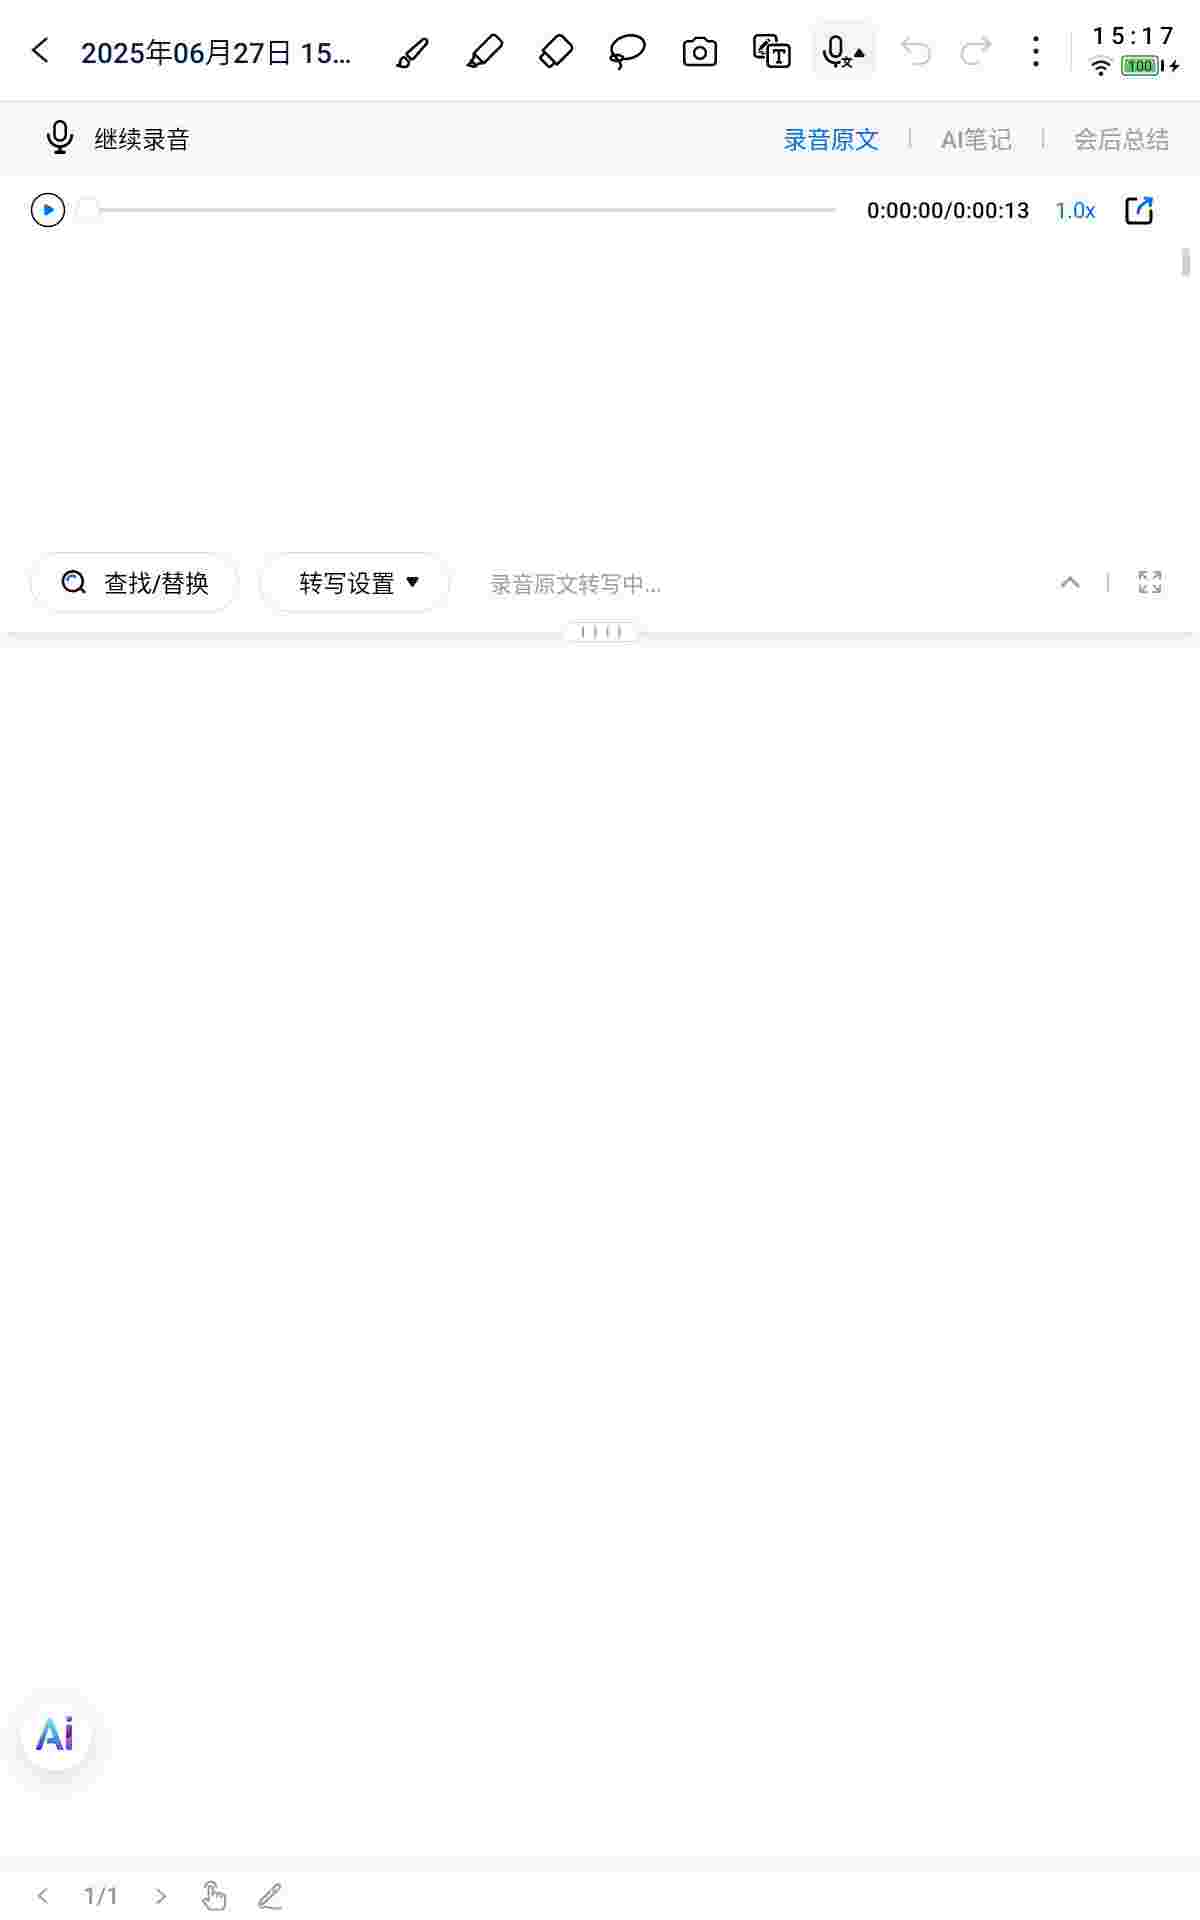 2025年06月27日 15...
15:17
100
继续录音
录音原文
AI笔记
会后总结
0:00:00/0:00:13
1.0x
查找/替换
转写设置
录音原文转写中...
Ai
1/1